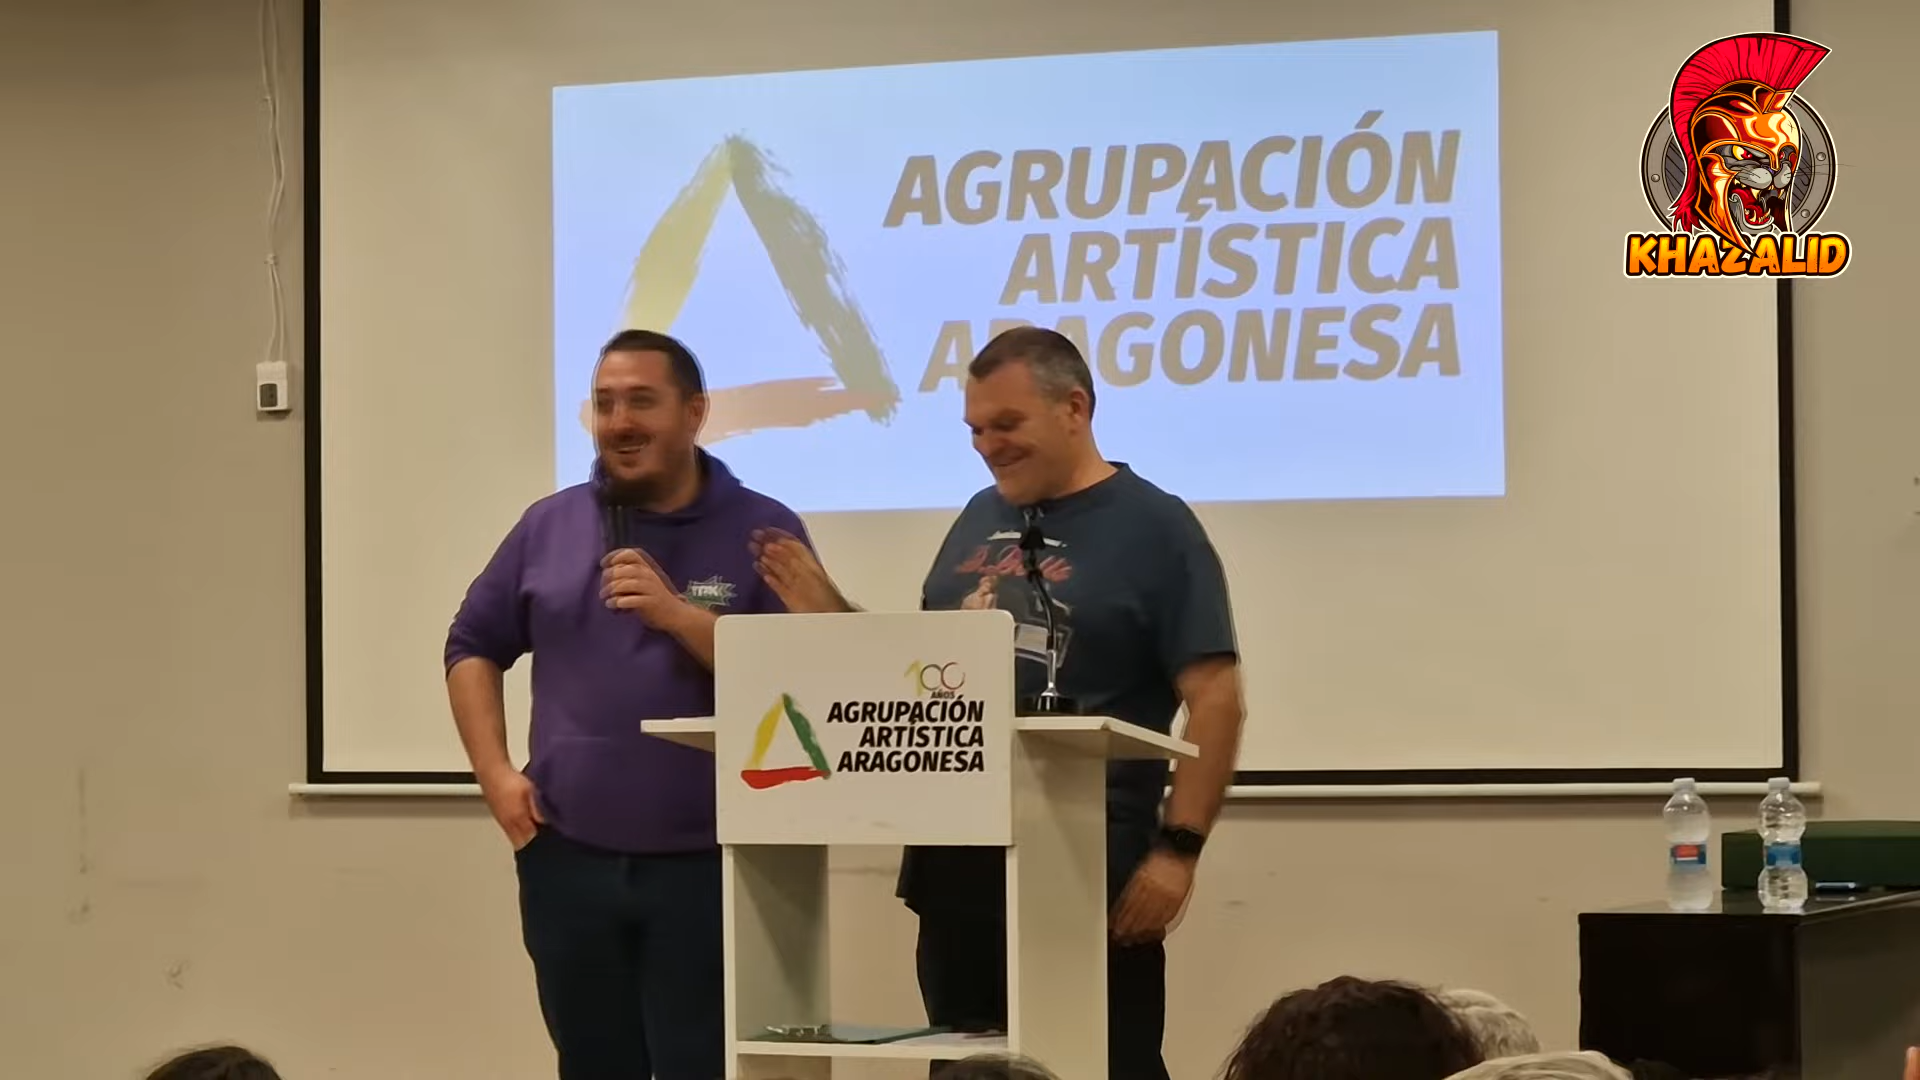 AGRUPACIÓN
ARTÍSTICA
ARAGONESA
KHAZALID
100
AÑOS
AGRUPACIÓN
ARTÍSTICA
ARAGONESA